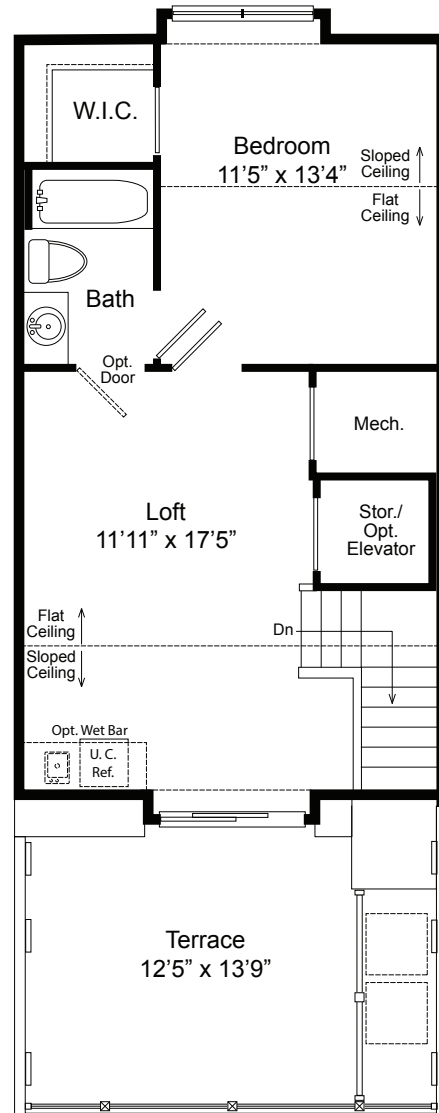 W.I.C.
Bedroom
11'5" x 13'4"
Sloped
Ceiling
Flat
Ceiling
Bath
Opt.
Door
Mech.
Loft
11'11" x 17'5"
Stor./
Opt.
Elevator
Flat
Ceiling
Sloped
Ceiling
Dn
Opt. Wet Bar
U. C.
Ref.
Terrace
12'5" x 13'9"